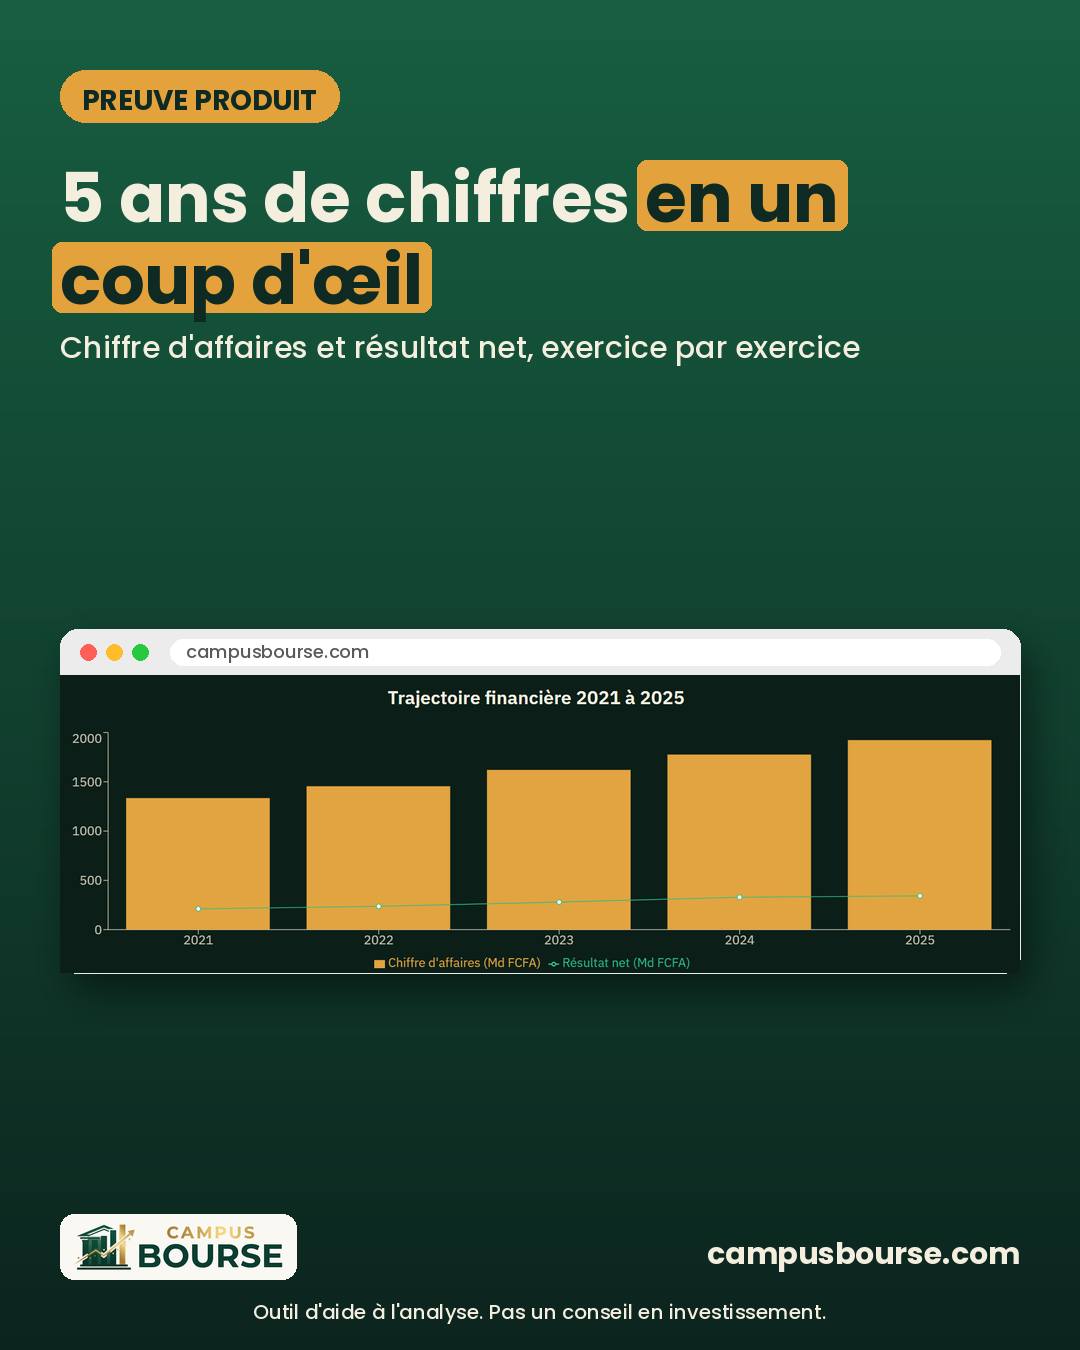 PREUVE PRODUIT
5 ans de chiffres en un
coup d'œil
Chiffre d'affaires et résultat net, exercice par exercice
campusbourse.com
Trajectoire financière 2021 à 2025
2000
1500
1000
500
0
2021 2022 2023 2024 2025
Chiffre d'affaires (Md FCFA) Résultat net (Md FCFA)
CAMPUS
BOURSE
campusbourse.com
Outil d'aide à l'analyse. Pas un conseil en investissement.